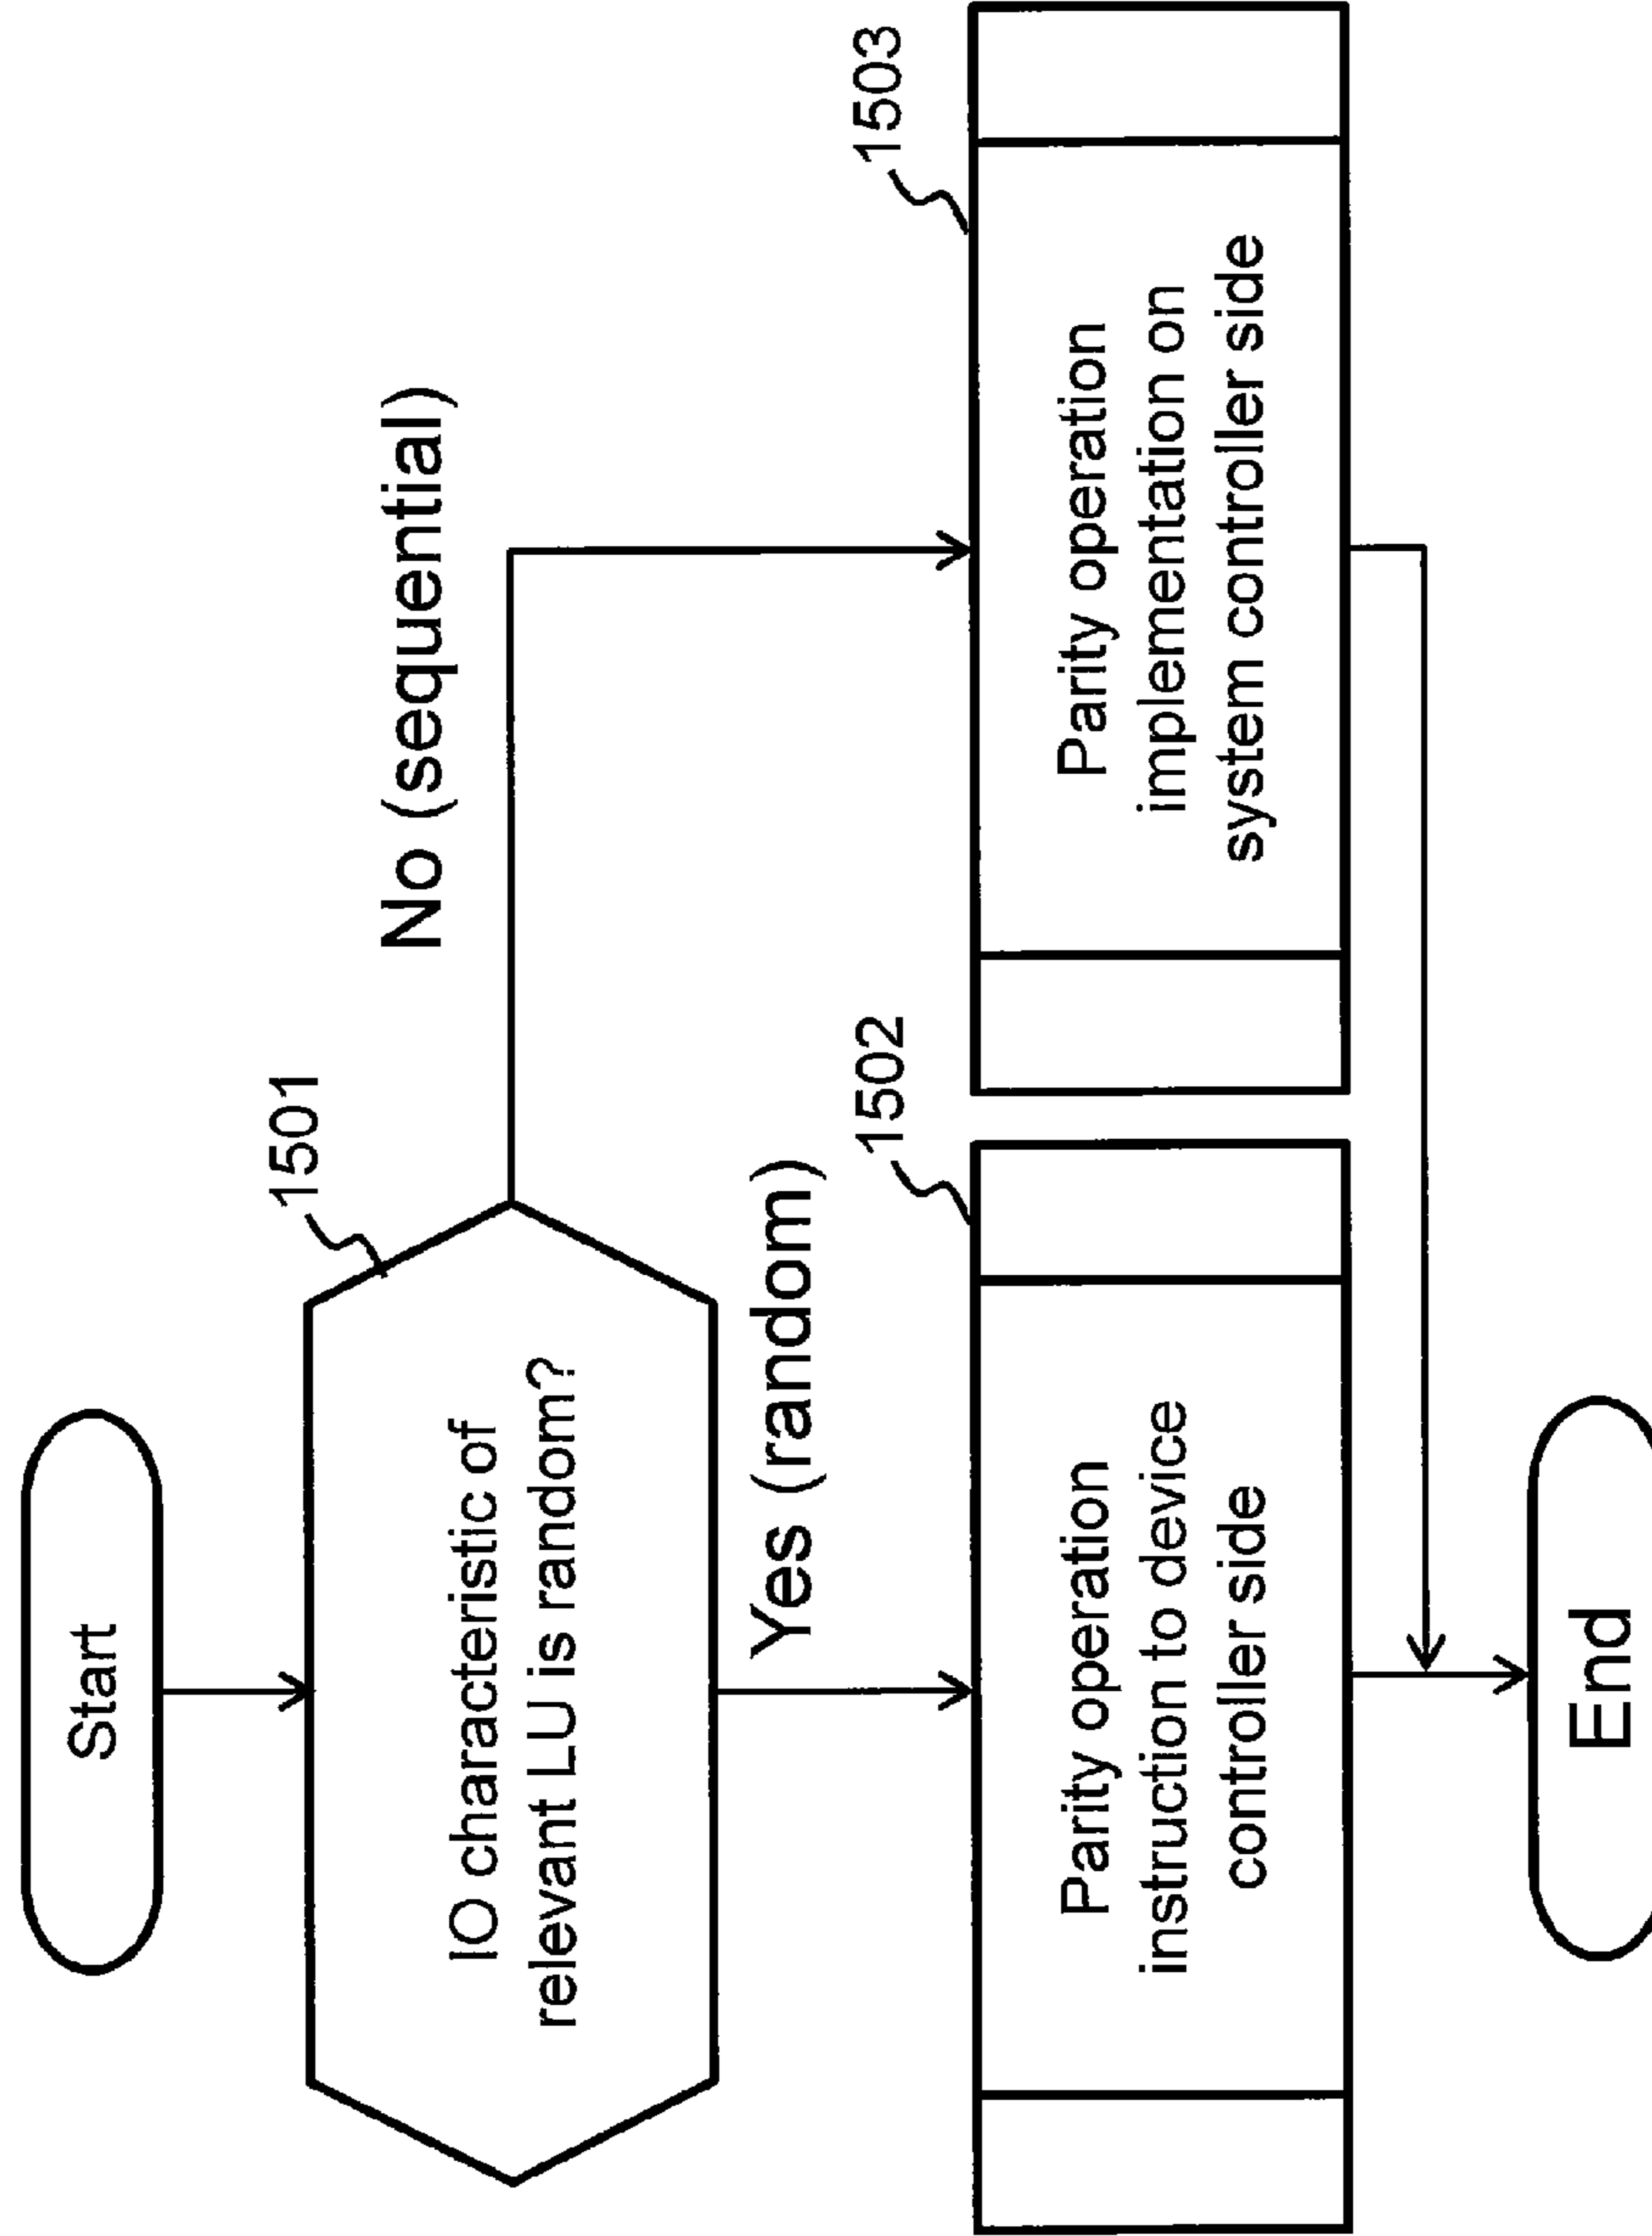 Start
1501
IO characteristic of
relevant LU is random?
No (sequential)
Yes (random)
1502
Parity operation
instruction to device
controller side
1503
Parity operation
implementation on
system controller side
End